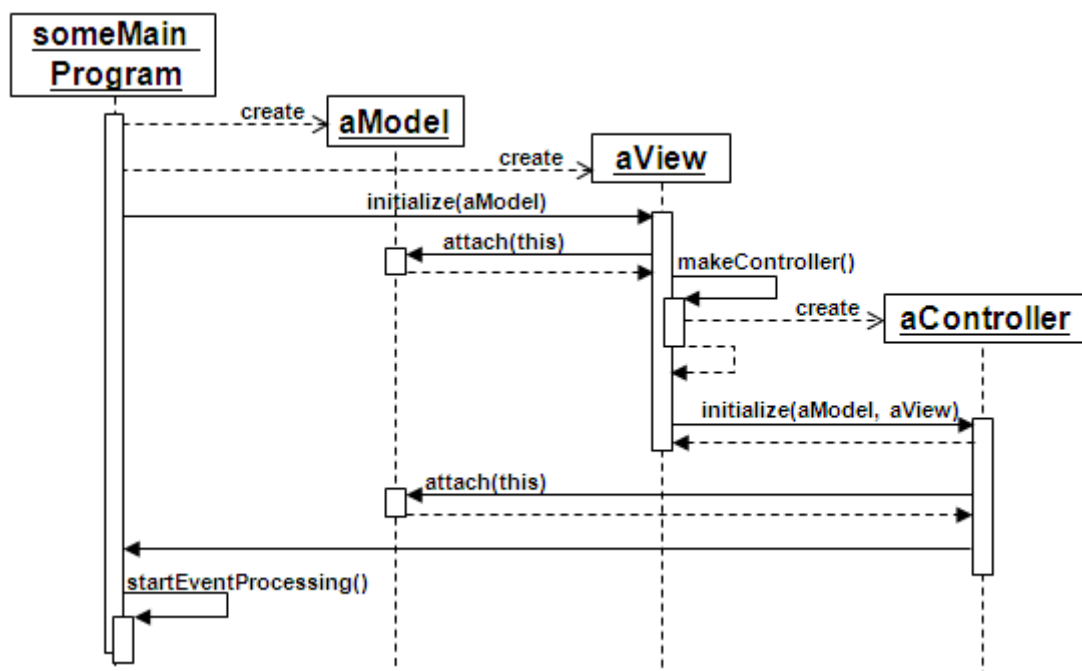 someMain
Program
create
aModel
create
aView
initialize(aModel)
attach(this)
makeController()
create
aController
initialize(aModel, aView)
attach(this)
startEventProcessing()